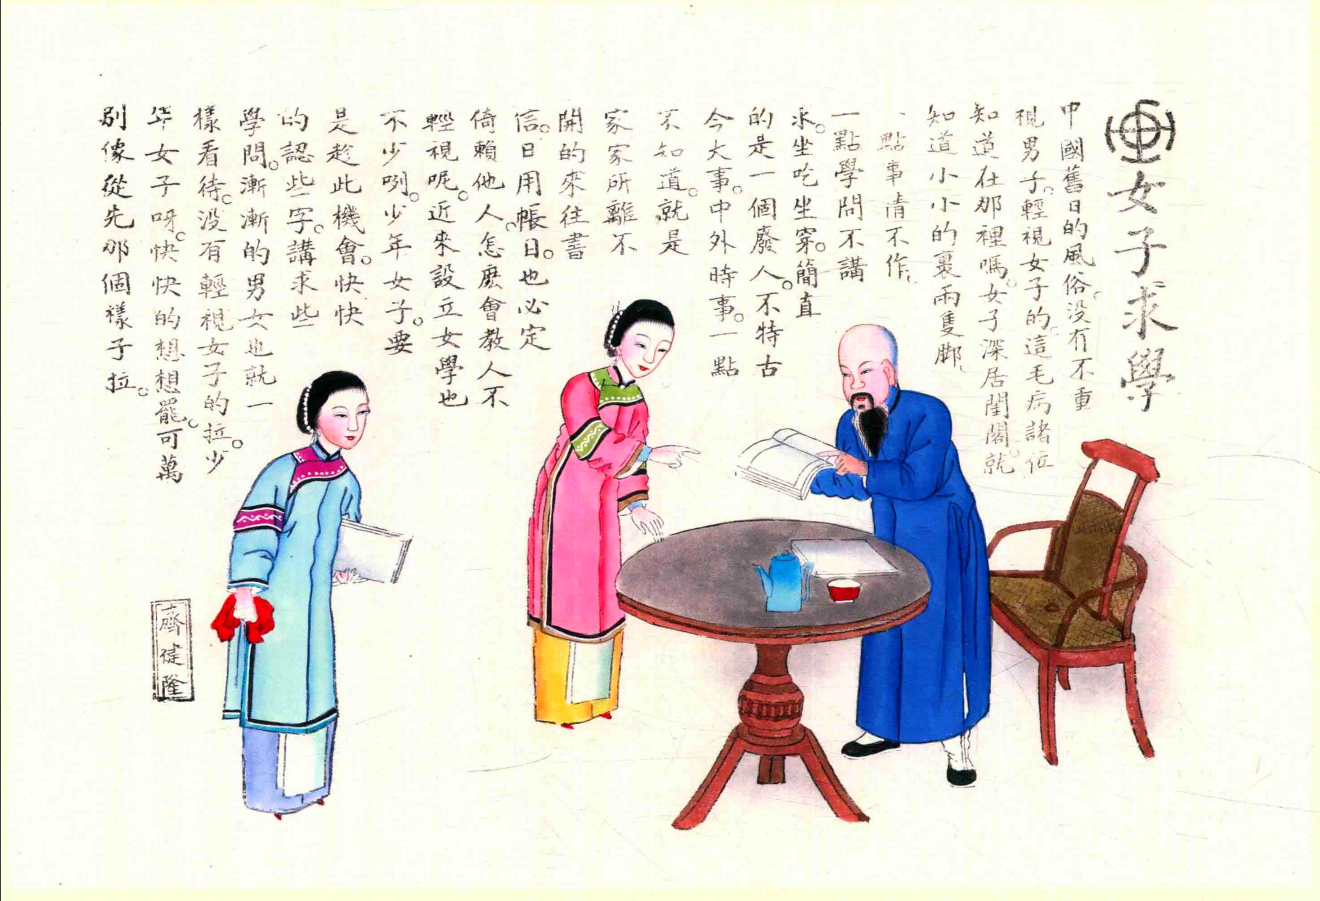 女子求學
中國舊日的風俗。没有不重
視男子。輕視女子的。這毛病諸位
知道在那裡嗎。女子深居閨閣。就
知道小小的裹兩隻脚、
一點事情不作、
一點學問不講
求。坐吃坐穿。簡直
的是一個廢人。不特古
今大事。中外時事。一點
不知道。就是
家家所離不
開的來往書
信。日用帳目。也必定
倚賴他人。怎麽會教人不
輕視呢。近來設立女學也
不少咧。少年女子。要
是趁此機會。快快
的認些字。講求些
學問。漸漸的男女也就一
樣看待。没有輕視女子的拉。少
年女子呀。快快的想想罷。可萬
别像從先那個樣子拉。
齊健隆